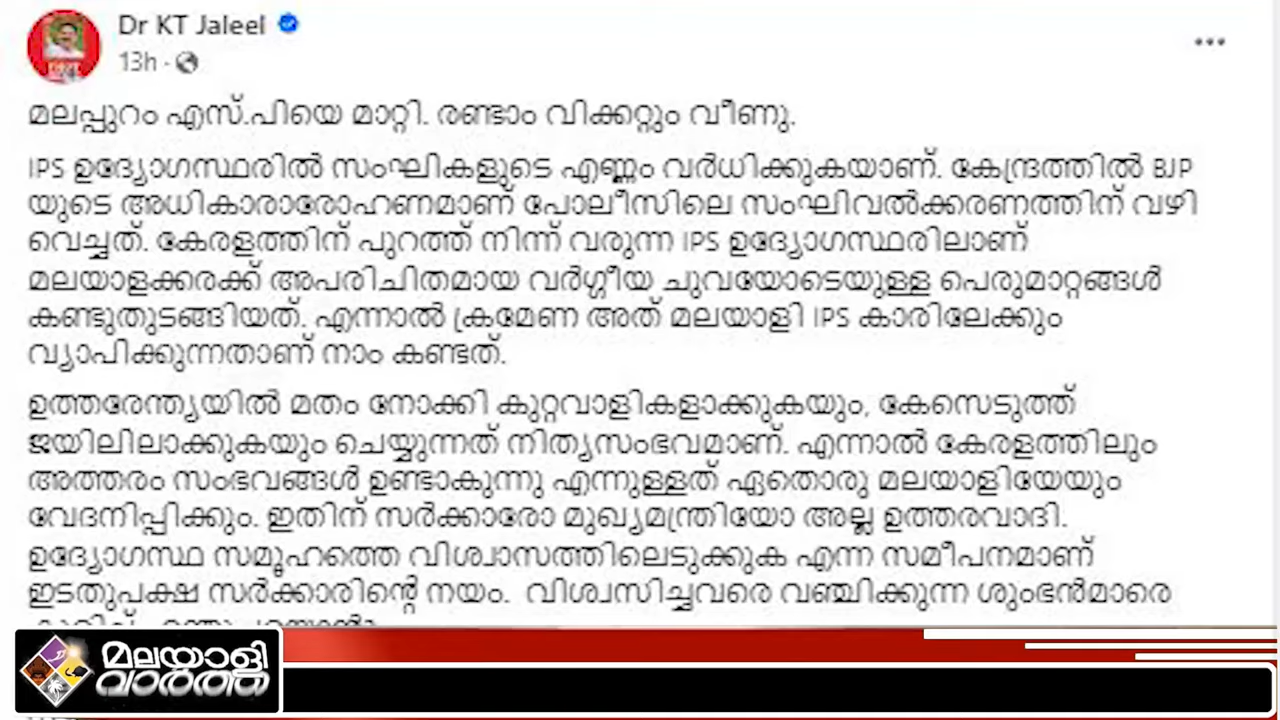 Dr KT Jaleel
13h
മലപ്പുറം എസ്.പിയെ മാറ്റി. രണ്ടാം വിക്കറ്റും വീണു.
IPS ഉദ്യോഗസ്ഥരിൽ സംഘികളുടെ എണ്ണം വർധിക്കുകയാണ്. കേന്ദ്രത്തിൽ BJP
യുടെ അധികാരാരോഹണമാണ് പോലീസിലെ സംഘിവൽക്കരണത്തിന് വഴി
വെച്ചത്. കേരളത്തിന് പുറത്ത് നിന്ന് വരുന്ന IPS ഉദ്യോഗസ്ഥരിലാണ്
മലയാളക്കരക്ക് അപരിചിതമായ വർഗ്ഗീയ ചുവയോടെയുള്ള പെരുമാറ്റങ്ങൾ
കണ്ടുതുടങ്ങിയത്. എന്നാൽ ക്രമേണ അത് മലയാളി IPS കാരിലേക്കും
വ്യാപിക്കുന്നതാണ് നാം കണ്ടത്.
ഉത്തരേന്ത്യയിൽ മതം നോക്കി കുറ്റവാളികളാക്കുകയും, കേസെടുത്ത്
ജയിലിലാക്കുകയും ചെയ്യുന്നത് നിത്യസംഭവമാണ്. എന്നാൽ കേരളത്തിലും
അത്തരം സംഭവങ്ങൾ ഉണ്ടാകുന്നു എന്നുള്ളത് ഏതൊരു മലയാളിയേയും
വേദനിപ്പിക്കും. ഇതിന് സർക്കാരോ മുഖ്യമന്ത്രിയോ അല്ല ഉത്തരവാദി.
ഉദ്യോഗസ്ഥ സമൂഹത്തെ വിശ്വാസത്തിലെടുക്കുക എന്ന സമീപനമാണ്
ഇടതുപക്ഷ സർക്കാരിന്റെ നയം. വിശ്വസിച്ചവരെ വഞ്ചിക്കുന്ന ശുംഭൻമാരെ
മലയാളി
വാർത്ത